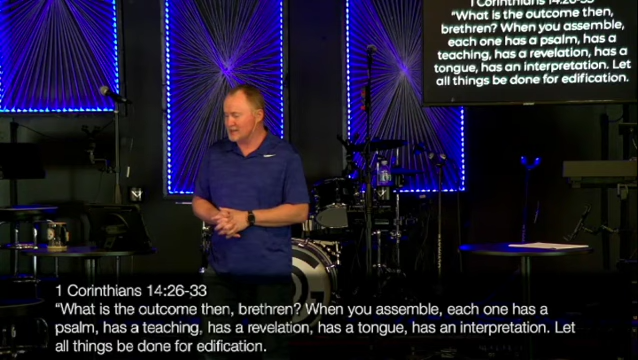 1 Corinthians 14:26-33
"What is the outcome then,
brethren? When you assemble,
each one has a psalm, has a
teaching, has a revelation, has a
tongue, has an interpretation. Let
all things be done for edification.
1 Corinthians 14:26-33
"What is the outcome then, brethren? When you assemble, each one has a
psalm, has a teaching, has a revelation, has a tongue, has an interpretation. Let
all things be done for edification.